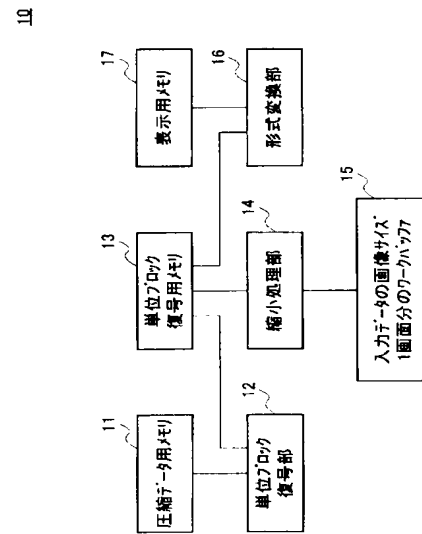 10
11
圧縮データ用メモリ
13
単位ブロック
復号用メモリ
17
表示用メモリ
12
単位ブロック
復号部
14
縮小処理部
16
形式変換部
15
入力データの画像サイズ
1画面分のワークバッファ